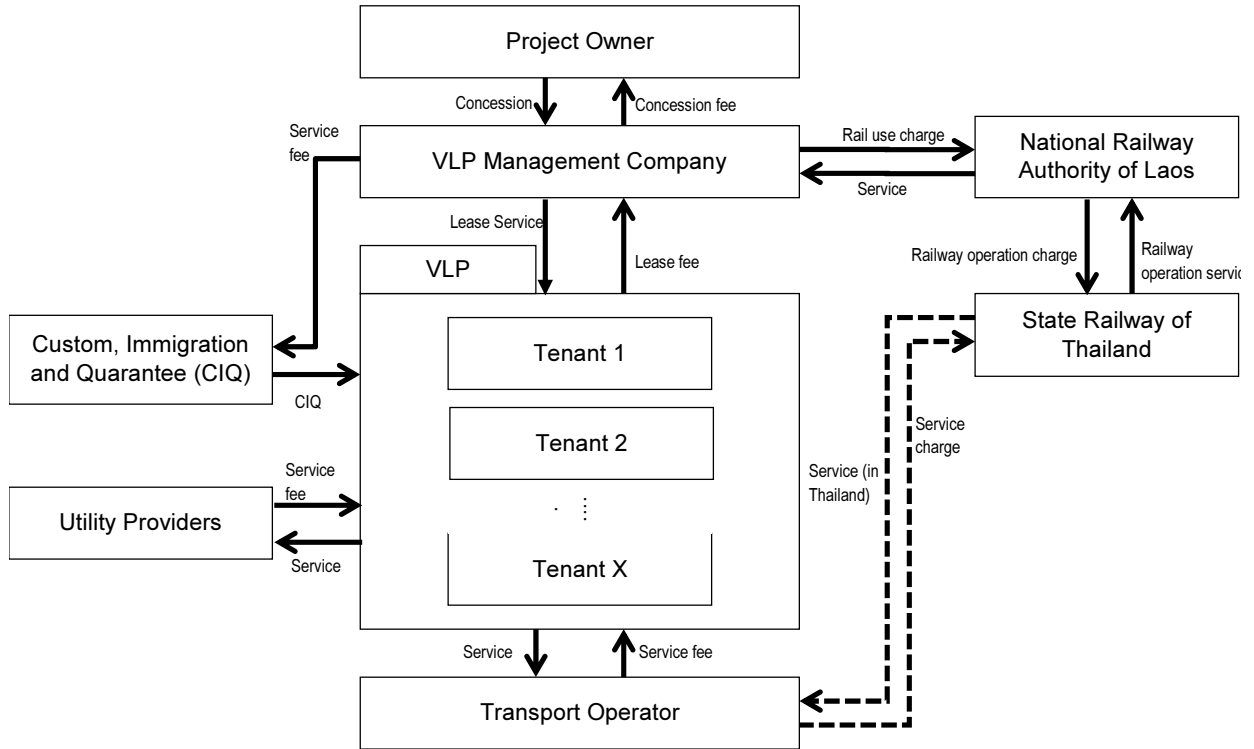 Project Owner
Concession
Concession fee
Service
fee
VLP Management Company
Rail use charge
Service
National Railway
Authority of Laos
Lease Service
Lease fee
VLP
Railway operation charge
Railway
operation servic
Custom, Immigration
and Quarantee (CIQ)
CIQ
Tenant 1
State Railway of
Thailand
Tenant 2
Service
charge
Service (in
Thailand)
Service
fee
Utility Providers
Service
Tenant X
Service
Service fee
Transport Operator